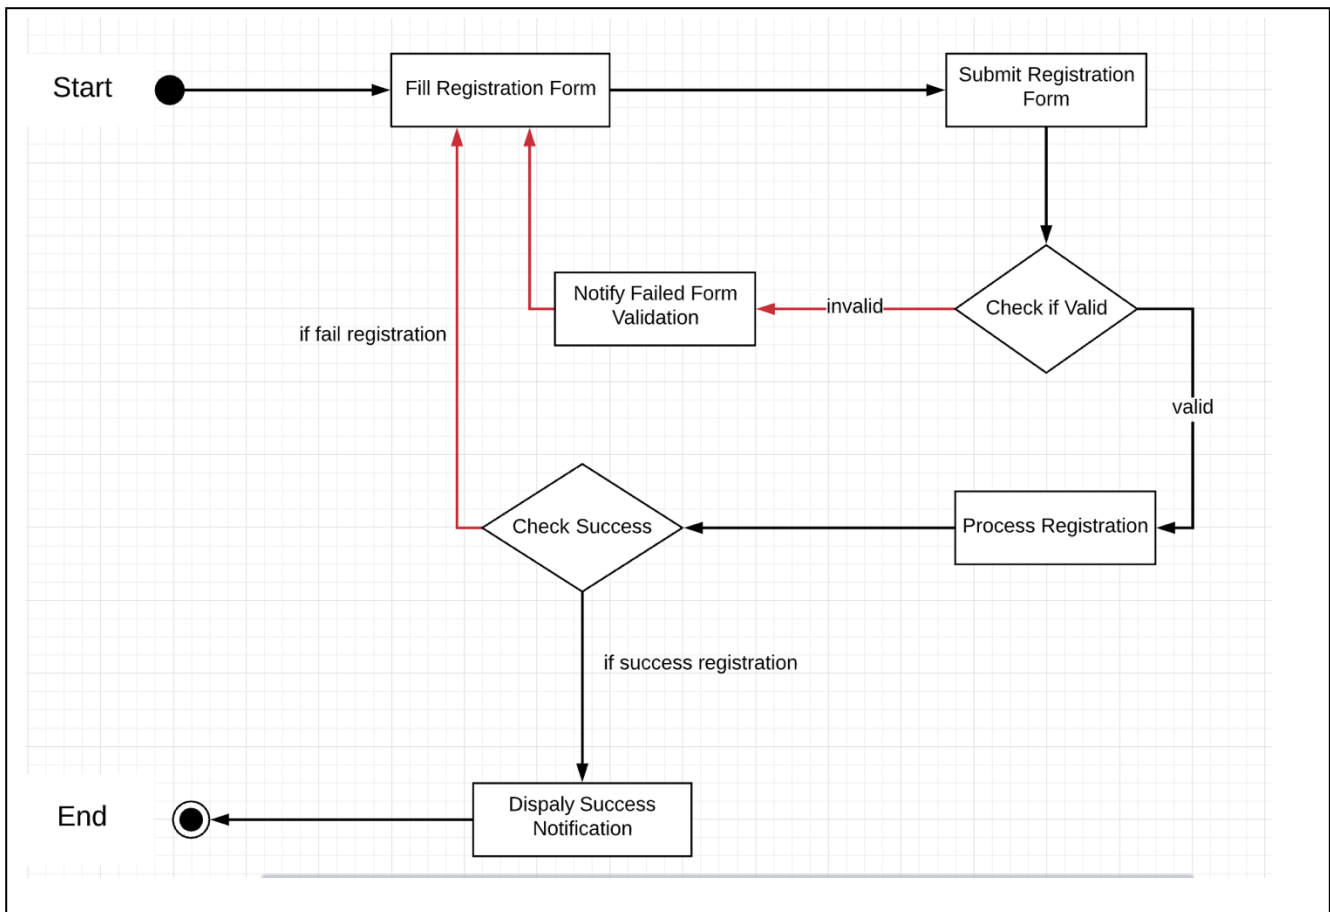 Start
Fill Registration Form
Submit Registration
Form
Notify Failed Form
Validation
invalid
Check if Valid
if fail registration
valid
Check Success
Process Registration
if success registration
End
Dispaly Success
Notification